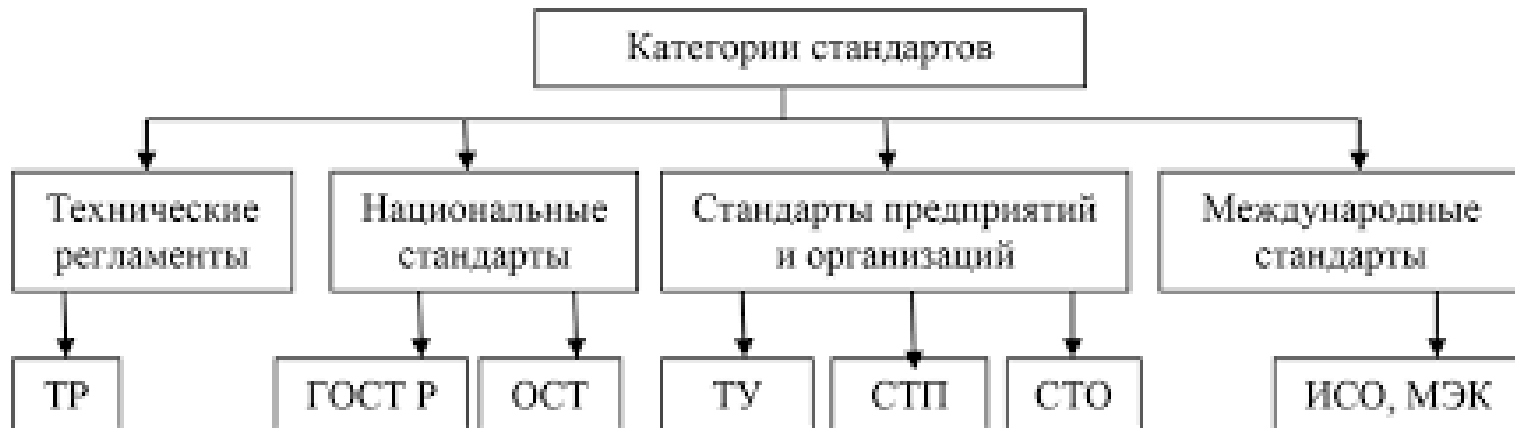 Категории стандартов
Технические
регламенты
Национальные
стандарты
Стандарты предприятий
и организаций
Международные
стандарты
ТР
ГОСТ Р
ОСТ
ТУ
СТП
СТО
ИСО, МЭК